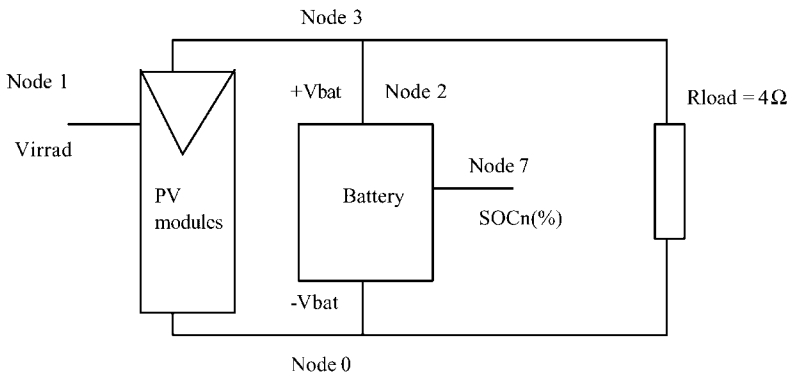 Node 3
Node 1
+Vbat
Node 2
Rload = 4Ω
Virrad
Node 7
PV
modules
Battery
SOCn(%)
-Vbat
Node 0